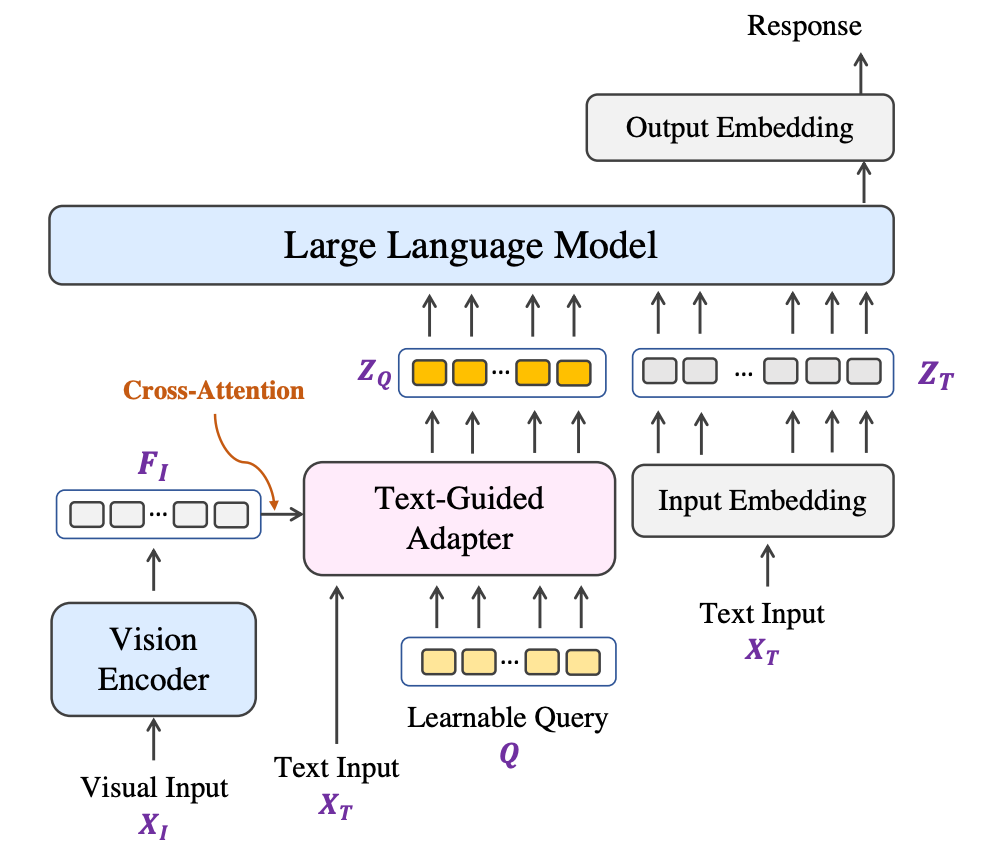 Response
Output Embedding
Large Language Model
Z_Q
...
...
Z_T
Cross-Attention
F_I
...
Text-Guided
Adapter
Input Embedding
Vision
Encoder
...
Text Input
X_T
Learnable Query
Q
Visual Input
X_I
Text Input
X_T